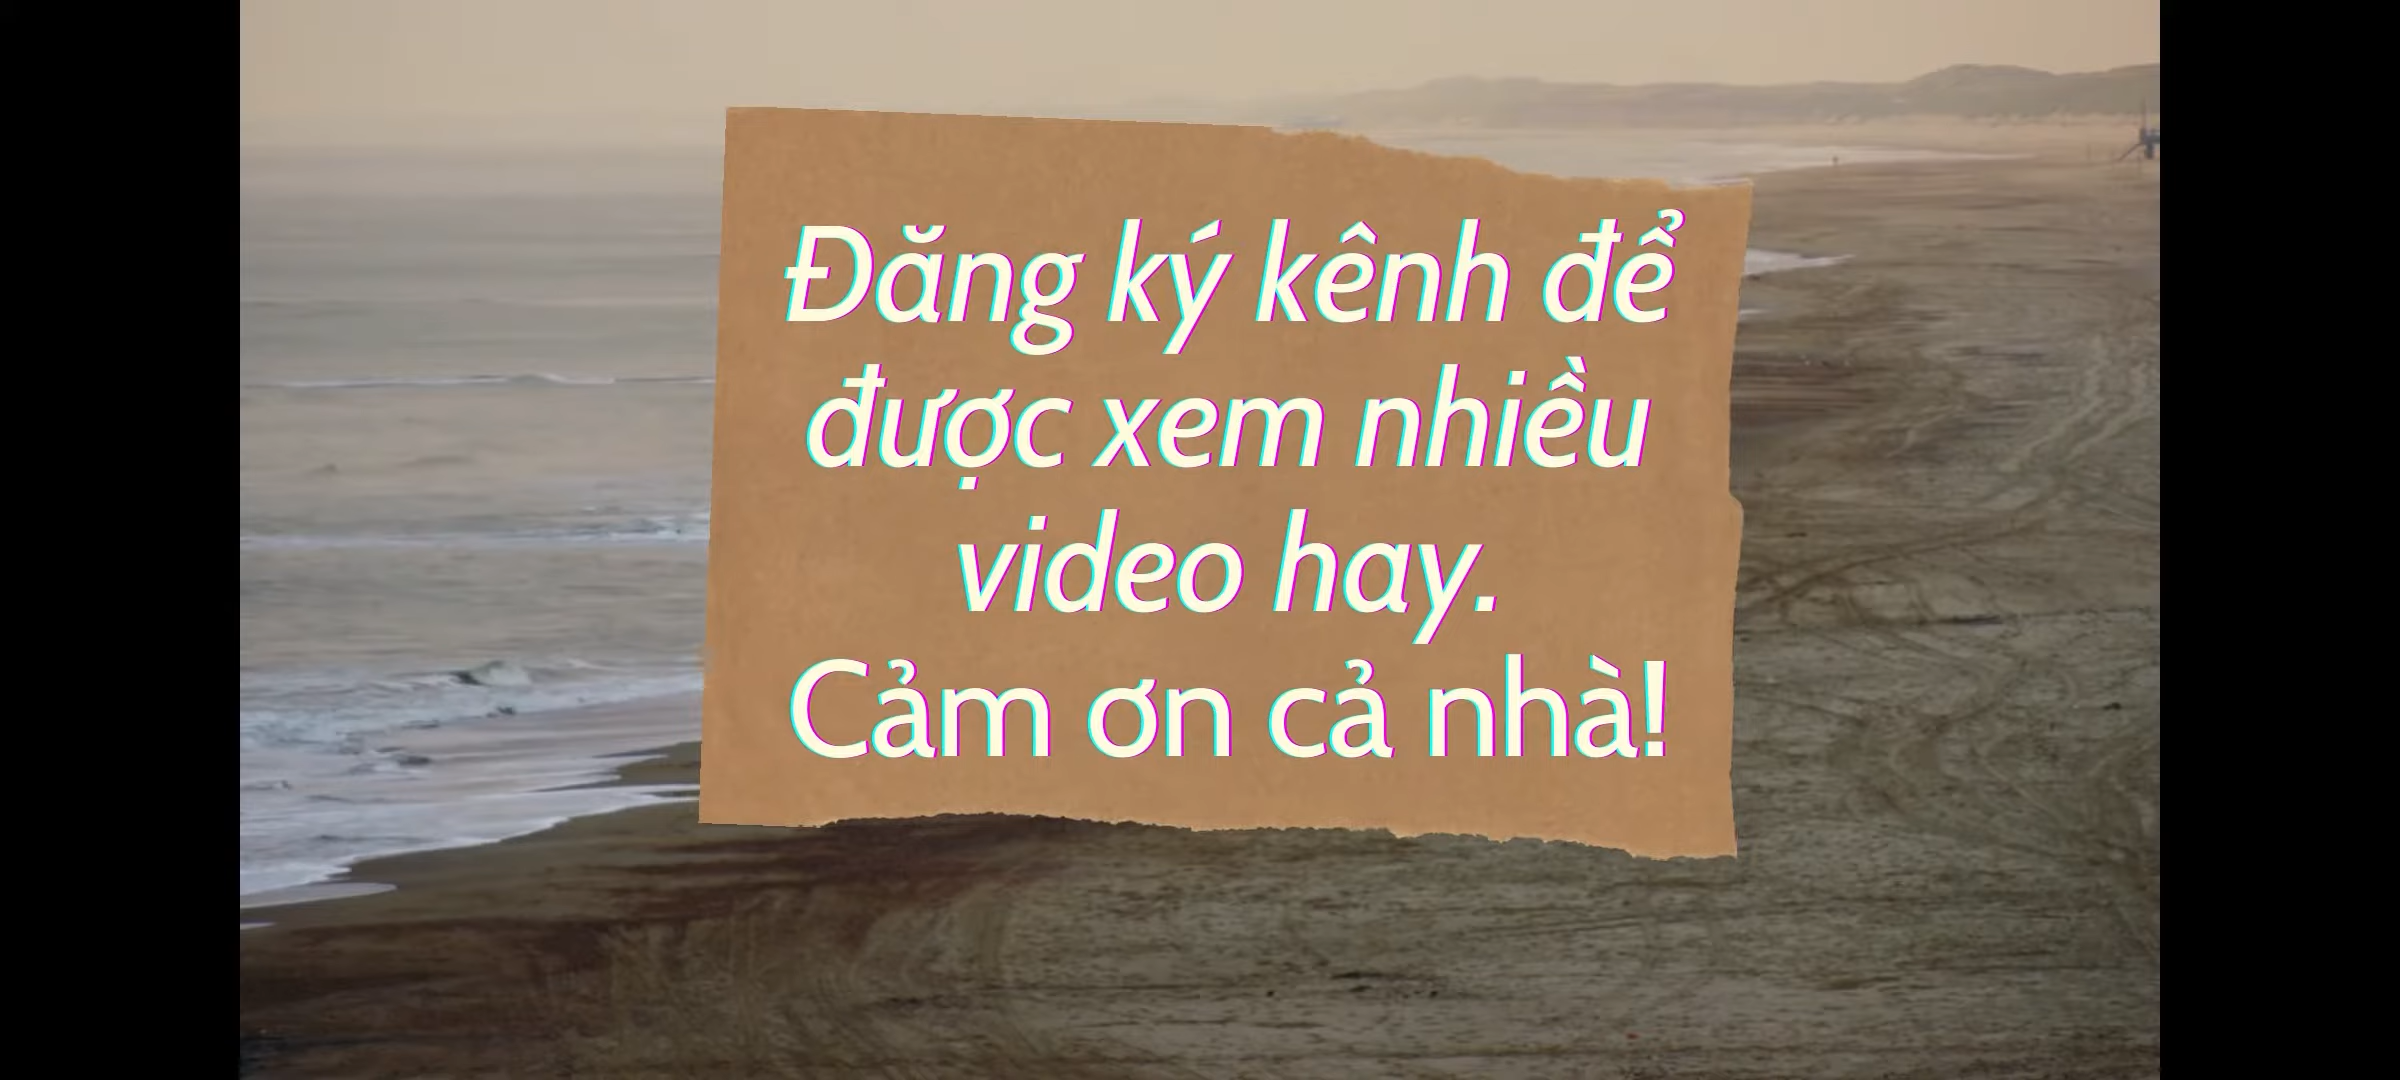 Đăng ký kênh để
được xem nhiều
video hay.
Cảm ơn cả nhà!